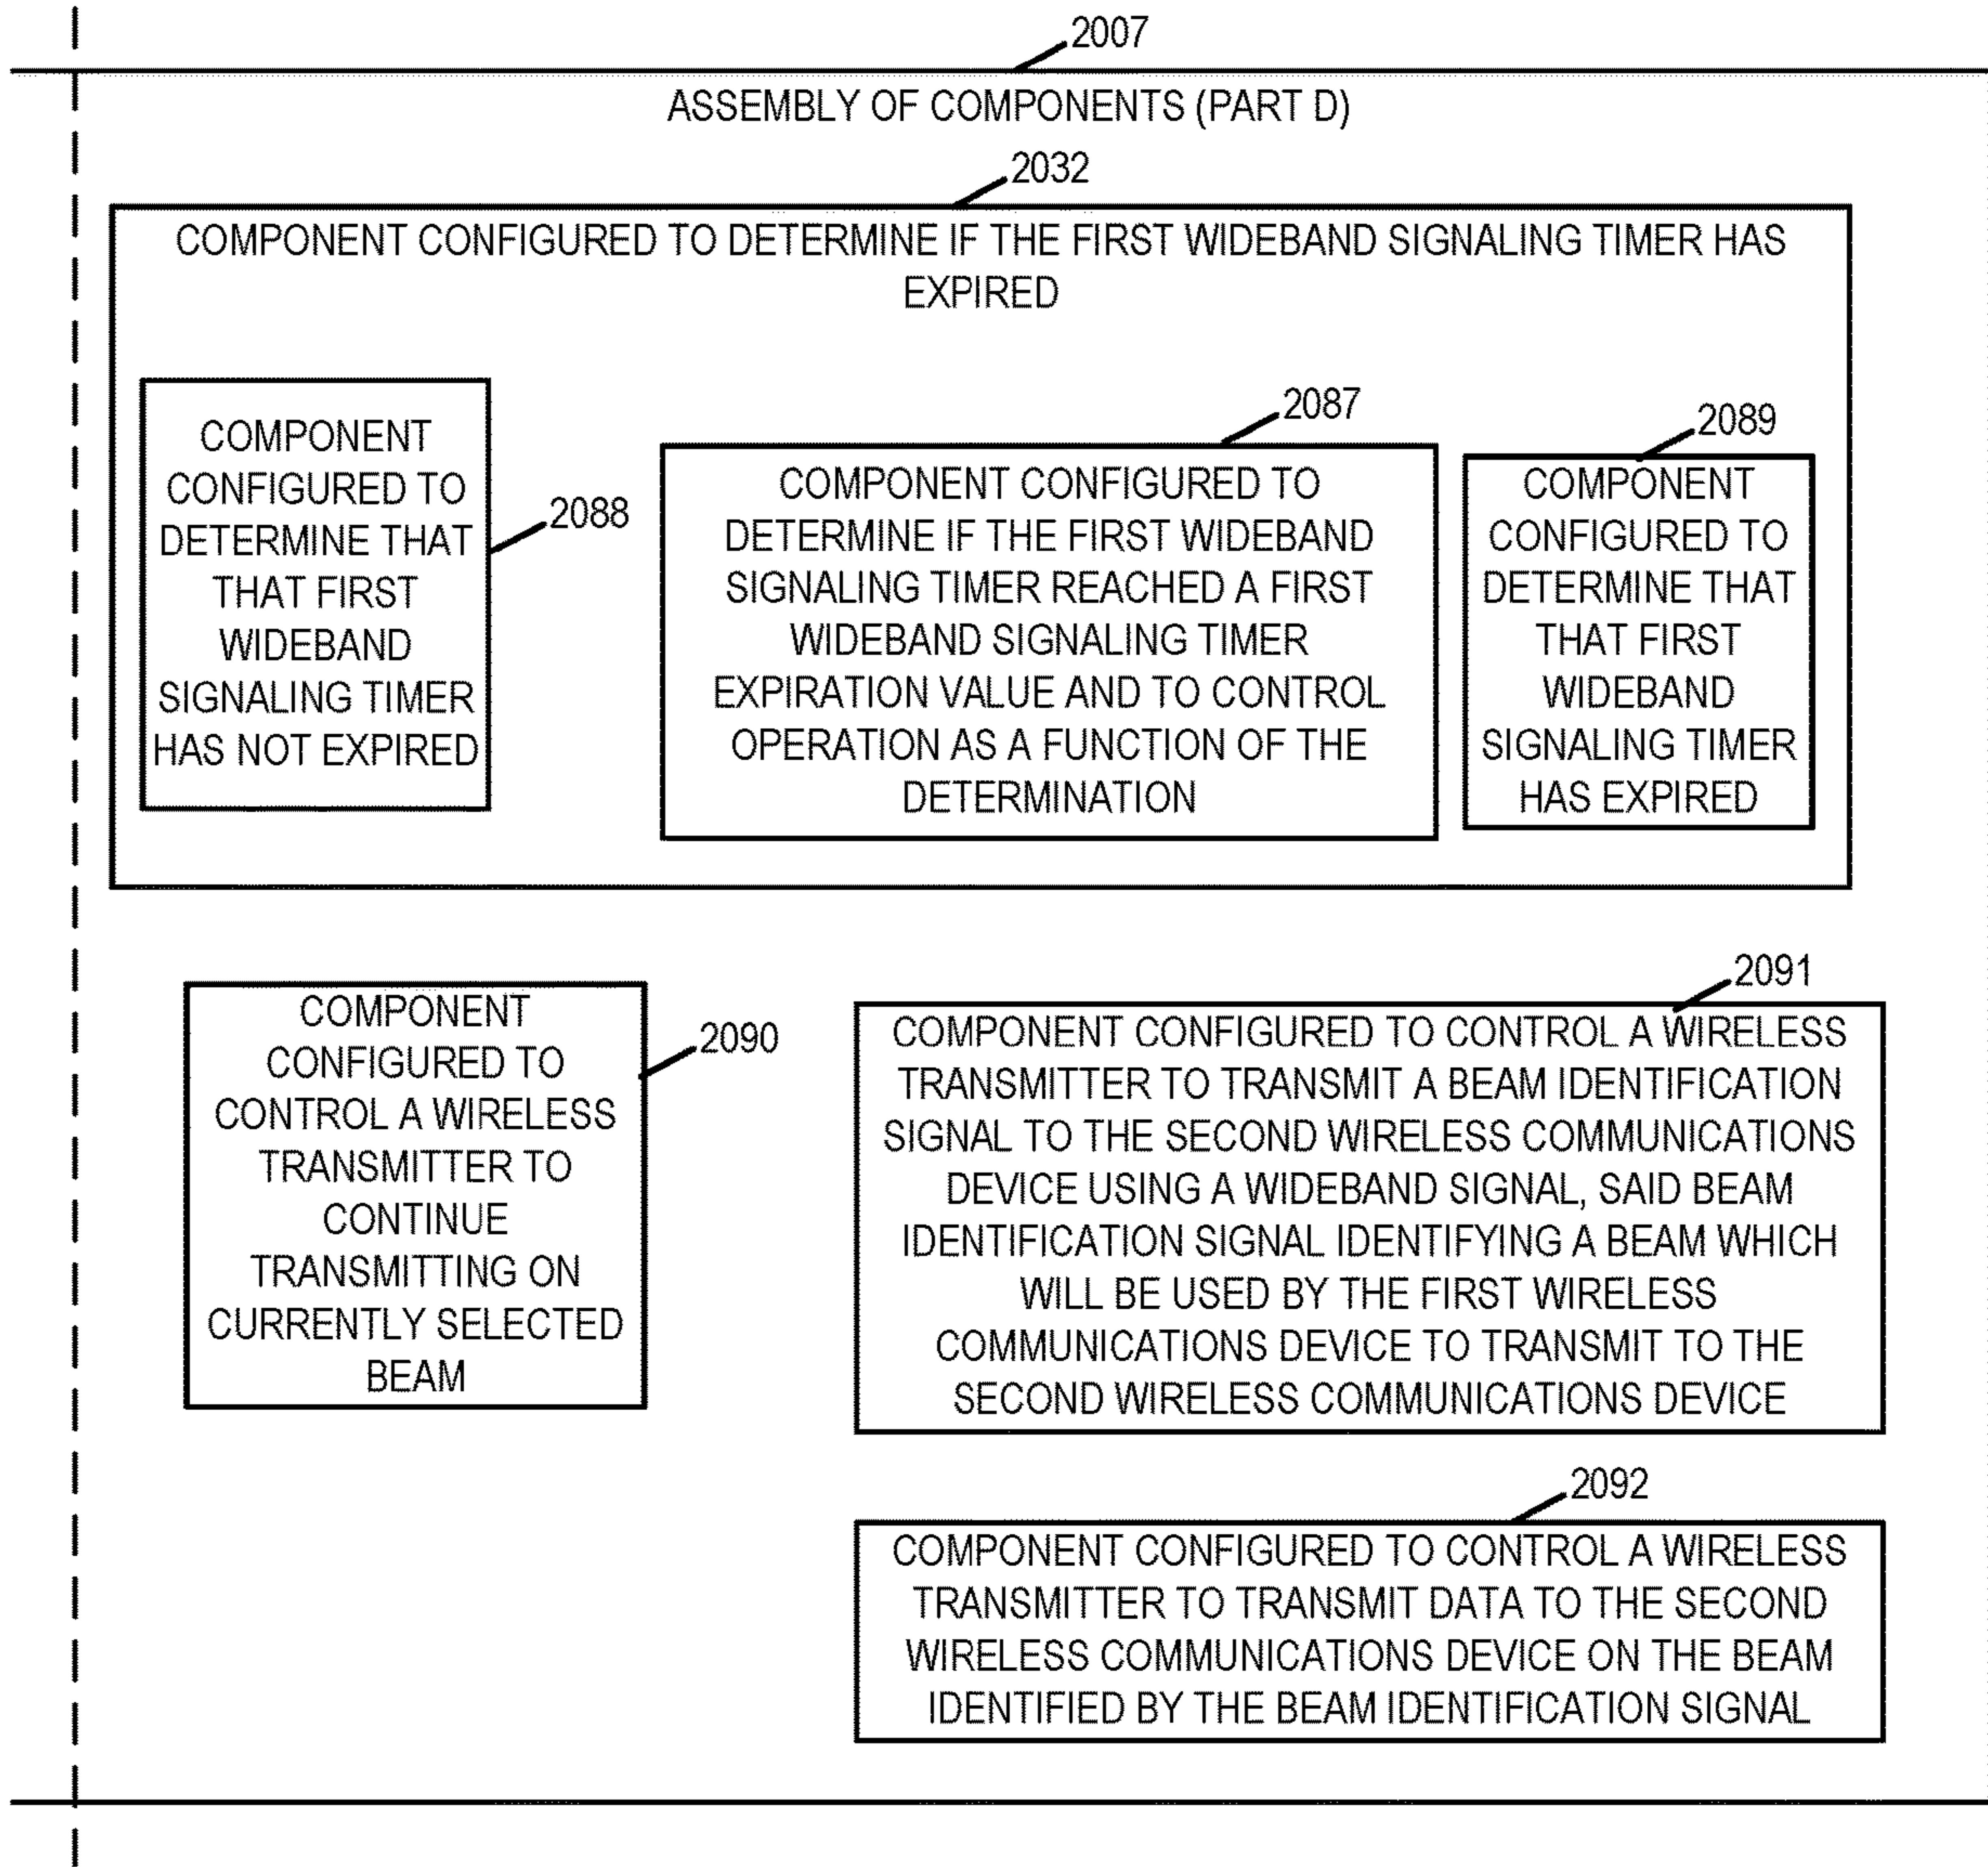 2007
ASSEMBLY OF COMPONENTS (PART D)
2032
COMPONENT CONFIGURED TO DETERMINE IF THE FIRST WIDEBAND SIGNALING TIMER HAS
EXPIRED
COMPONENT
CONFIGURED TO
DETERMINE THAT
THAT FIRST
WIDEBAND
SIGNALING TIMER
HAS NOT EXPIRED
2088
2087
COMPONENT CONFIGURED TO
DETERMINE IF THE FIRST WIDEBAND
SIGNALING TIMER REACHED A FIRST
WIDEBAND SIGNALING TIMER
EXPIRATION VALUE AND TO CONTROL
OPERATION AS A FUNCTION OF THE
DETERMINATION
2089
COMPONENT
CONFIGURED TO
DETERMINE THAT
THAT FIRST
WIDEBAND
SIGNALING TIMER
HAS EXPIRED
COMPONENT
CONFIGURED TO
CONTROL A WIRELESS
TRANSMITTER TO
CONTINUE
TRANSMITTING ON
CURRENTLY SELECTED
BEAM
2090
2091
COMPONENT CONFIGURED TO CONTROL A WIRELESS
TRANSMITTER TO TRANSMIT A BEAM IDENTIFICATION
SIGNAL TO THE SECOND WIRELESS COMMUNICATIONS
DEVICE USING A WIDEBAND SIGNAL, SAID BEAM
IDENTIFICATION SIGNAL IDENTIFYING A BEAM WHICH
WILL BE USED BY THE FIRST WIRELESS
COMMUNICATIONS DEVICE TO TRANSMIT TO THE
SECOND WIRELESS COMMUNICATIONS DEVICE
2092
COMPONENT CONFIGURED TO CONTROL A WIRELESS
TRANSMITTER TO TRANSMIT DATA TO THE SECOND
WIRELESS COMMUNICATIONS DEVICE ON THE BEAM
IDENTIFIED BY THE BEAM IDENTIFICATION SIGNAL